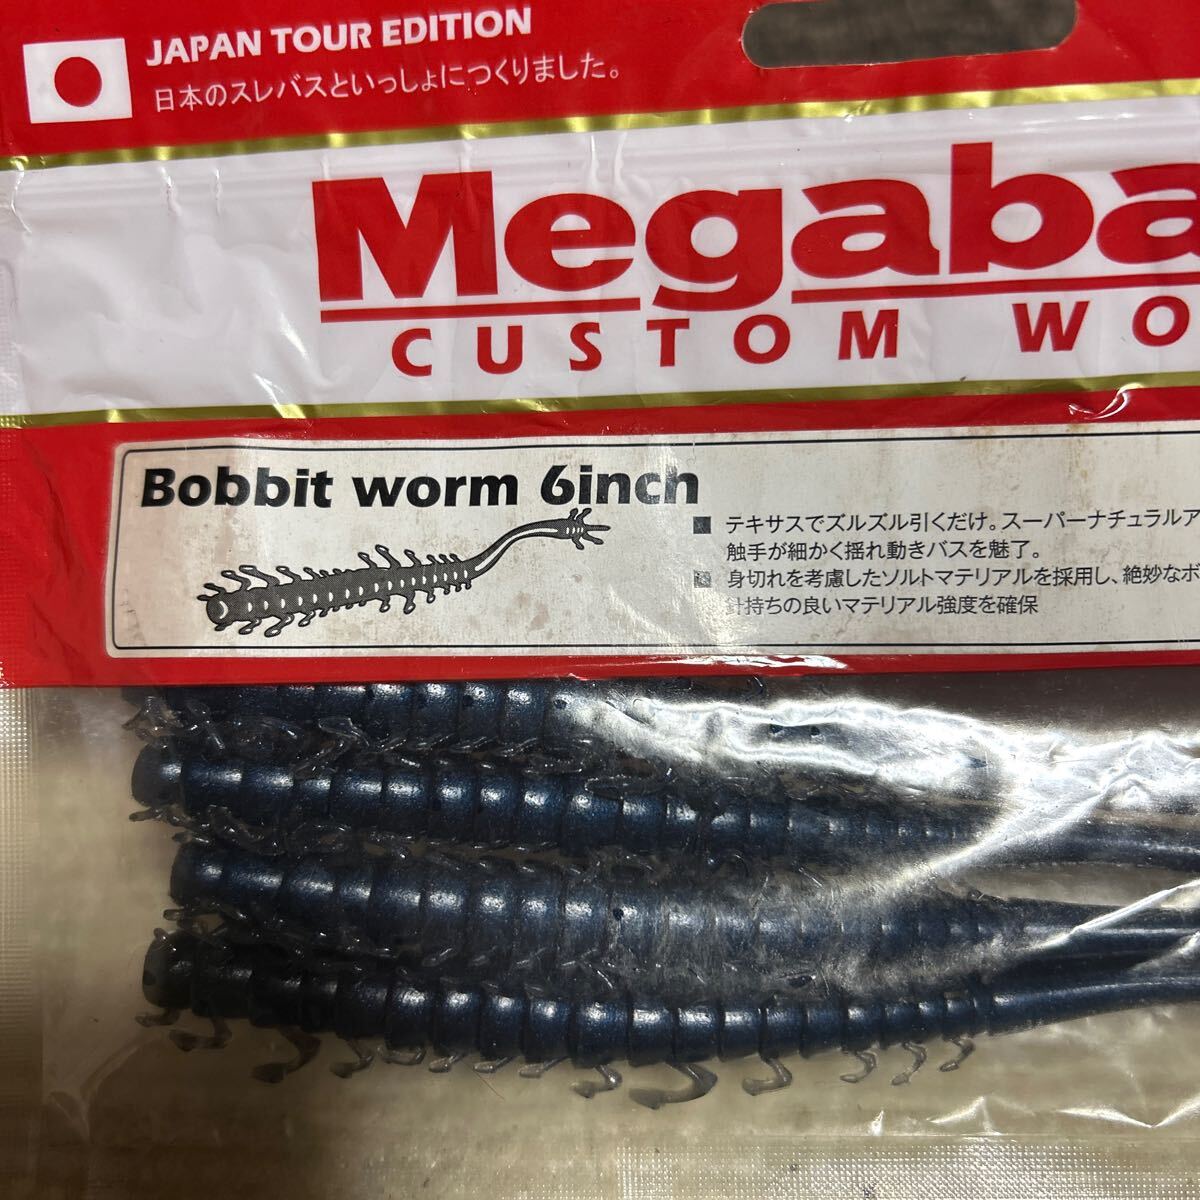 JAPAN TOUR EDITION
日本のスレバスといっしょにつくりました。
Megaba
CUSTOM WO
Bobbit worm 6inch
■ テキサスでズルズル引くだけ。スーパーナチュラルア
触手が細かく揺れ動きバスを魅了。
■ 身切れを考慮したソルトマテリアルを採用し、絶妙なボ
針持ちの良いマテリアル強度を確保